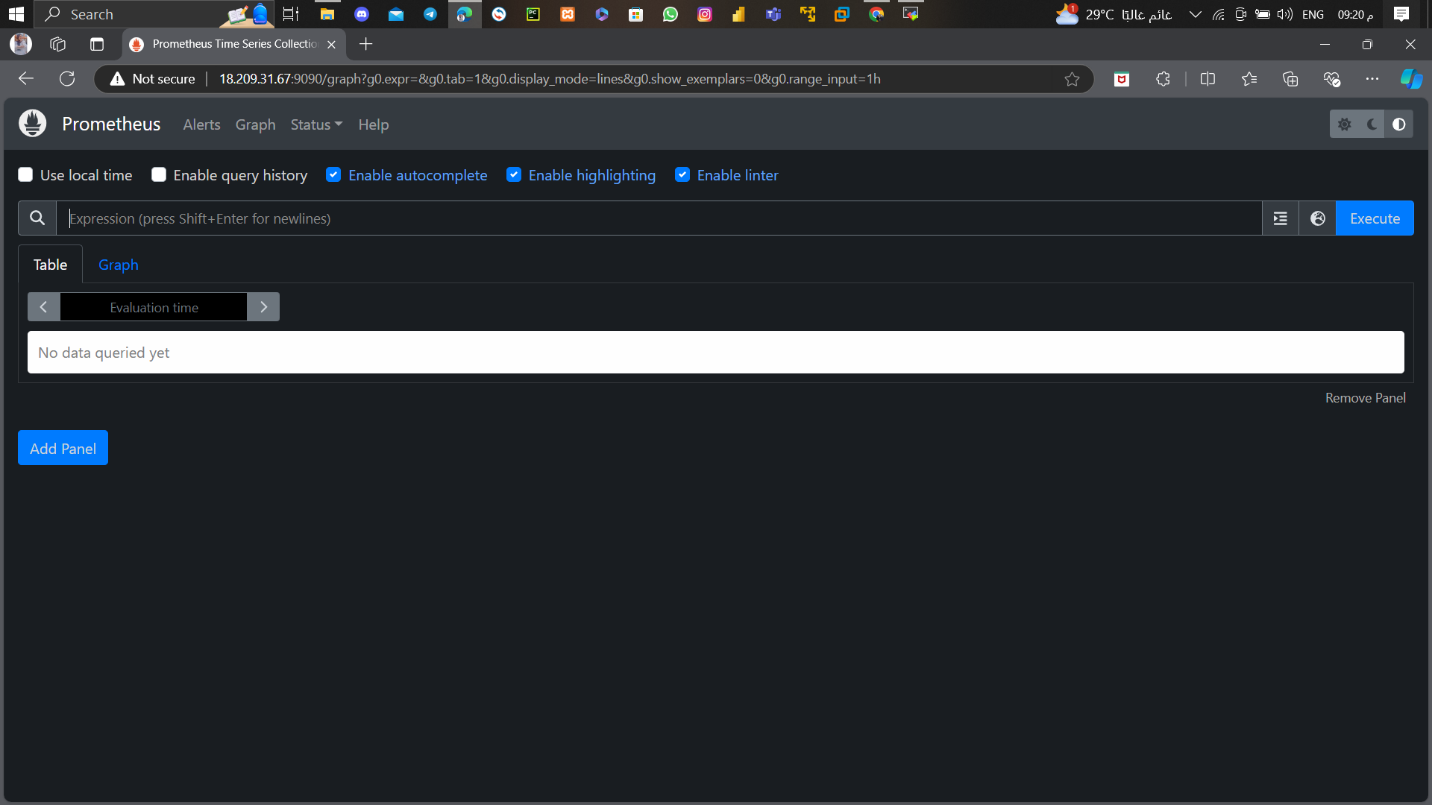 Search
1
29°C غائم غالبًا
ENG
09:20 م
Prometheus Time Series Collectio
Not secure
18.209.31.67:9090/graph?g0.expr=&g0.tab=1&g0.display_mode=lines&g0.show_exemplars=0&g0.range_input=1h
Prometheus
Alerts
Graph
Status
Help
Use local time
Enable query history
Enable autocomplete
Enable highlighting
Enable linter
Expression (press Shift+Enter for newlines)
Execute
Table
Graph
Evaluation time
No data queried yet
Remove Panel
Add Panel